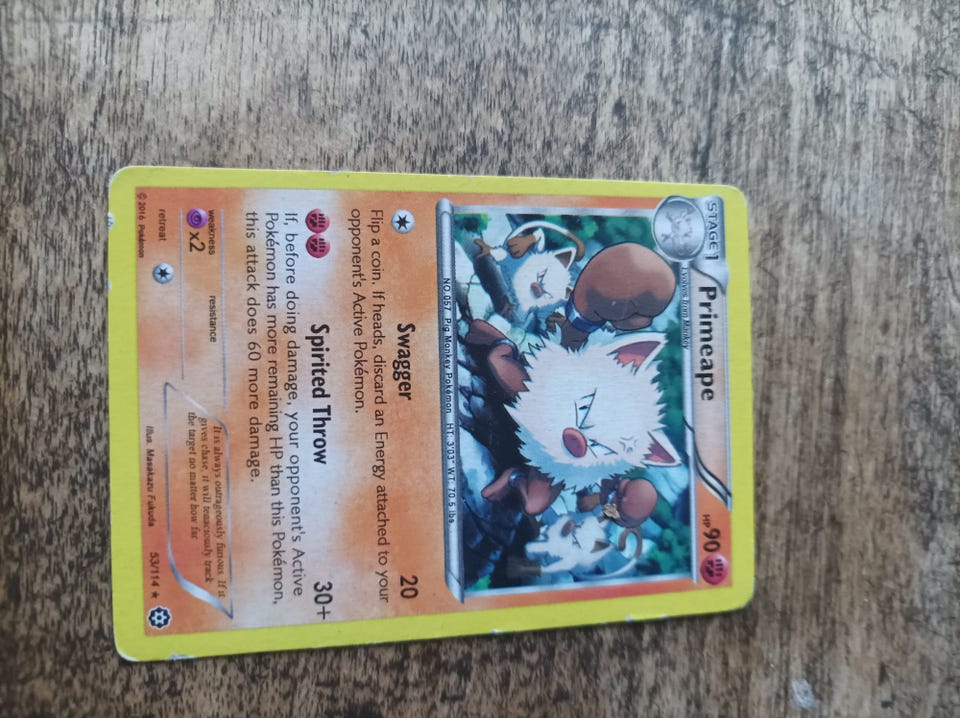 STAGE 1
Primeape
HP 90
Evolves from Mankey
NO. 057 Pig Monkey Pokémon HT: 3'03" WT: 70.5 lbs.
Swagger 20
Flip a coin. If heads, discard an Energy attached to your
opponent's Active Pokémon.
Spirited Throw 30+
If, before doing damage, your opponent's Active
Pokémon has more remaining HP than this Pokémon,
this attack does 60 more damage.
weakness
x2
resistance
retreat
It is always outrageously furious. If it
gives chase, it will tenaciously track
the target no matter how far.
Illus. Masakazu Fukuda
53/114
©2016 Pokémon